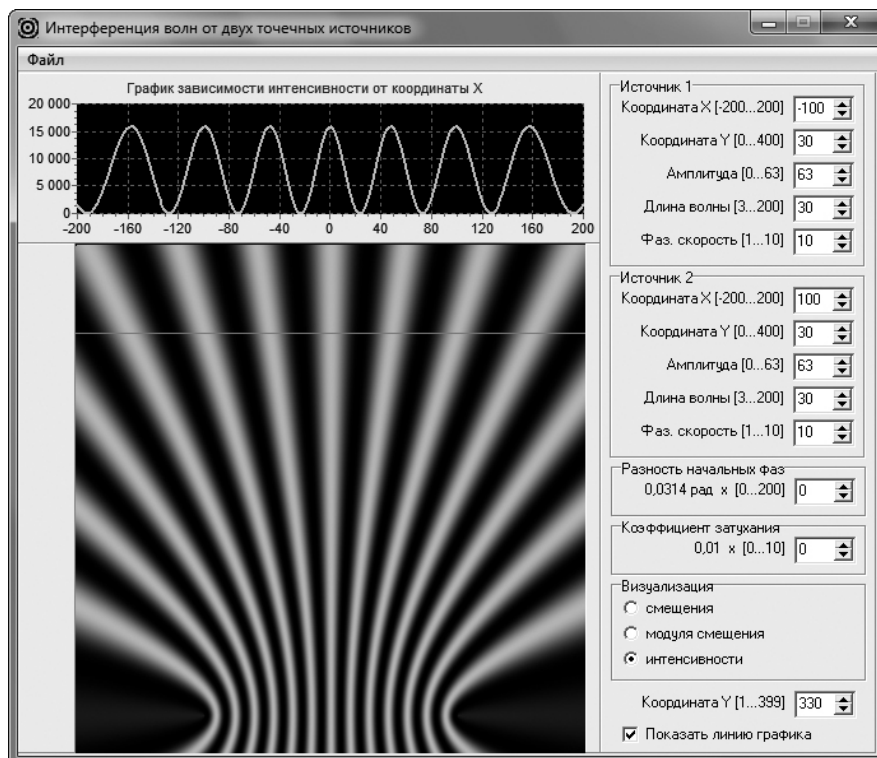 Интерференция волн от двух точечных источников
Файл
График зависимости интенсивности от координаты X
20 000
15 000
10 000
5 000
0
-200 -160 -120 -80 -40 0 40 80 120 160 200
Источник 1
Координата X [-200...200] -100
Координата Y [0...400] 30
Амплитуда [0...63] 63
Длина волны [3...200] 30
Фаз. скорость [1...10] 10
Источник 2
Координата X [-200...200] 100
Координата Y [0...400] 30
Амплитуда [0...63] 63
Длина волны [3...200] 30
Фаз. скорость [1...10] 10
Разность начальных фаз
0,0314 рад x [0...200] 0
Коэффициент затухания
0,01 x [0...10] 0
Визуализация
смещения
модуля смещения
интенсивности
Координата Y [1...399] 330
Показать линию графика